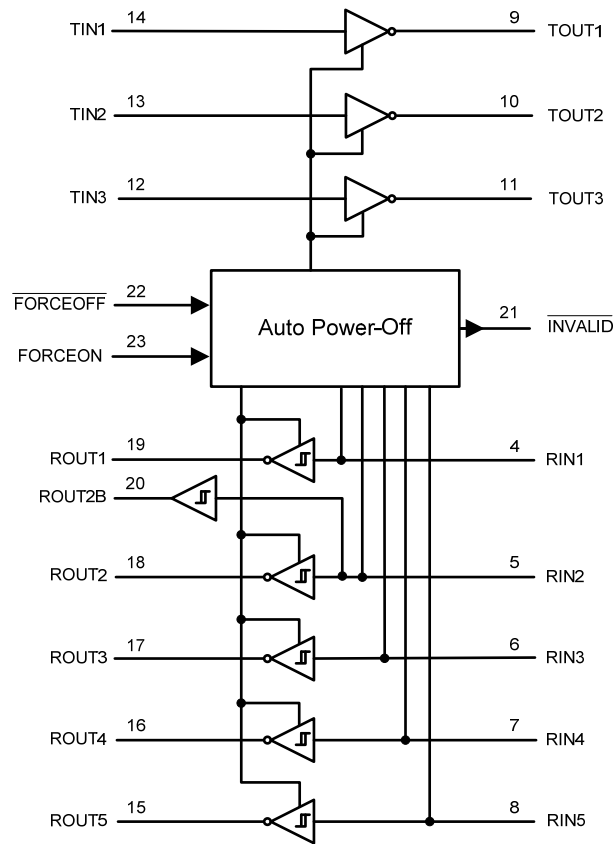 TIN1 14 9 TOUT1
TIN2 13 10 TOUT2
TIN3 12 11 TOUT3
FORCEOFF 22 Auto Power-Off 21 INVALID
FORCEON 23
ROUT1 19 4 RIN1
ROUT2B 20
ROUT2 18 5 RIN2
ROUT3 17 6 RIN3
ROUT4 16 7 RIN4
ROUT5 15 8 RIN5